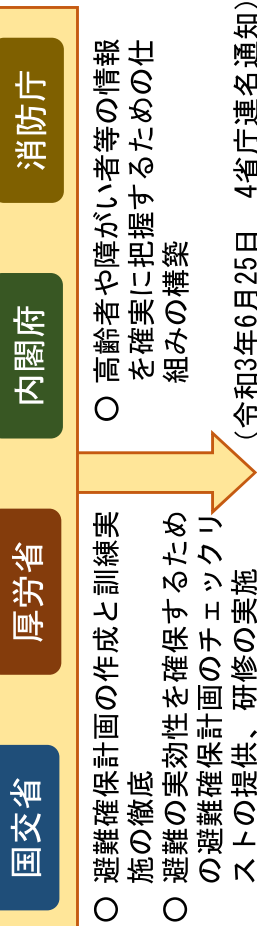 国交省
厚労省
内閣府
消防庁
○ 避難確保計画の作成と訓練実
施の徹底
○ 避難の実効性を確保するため
の避難確保計画のチェックリ
ストの提供、研修の実施
○ 高齢者や障がい者等の情報
を確実に把握するための仕
組みの構築
（令和3年6月25日　4省庁連名通知）